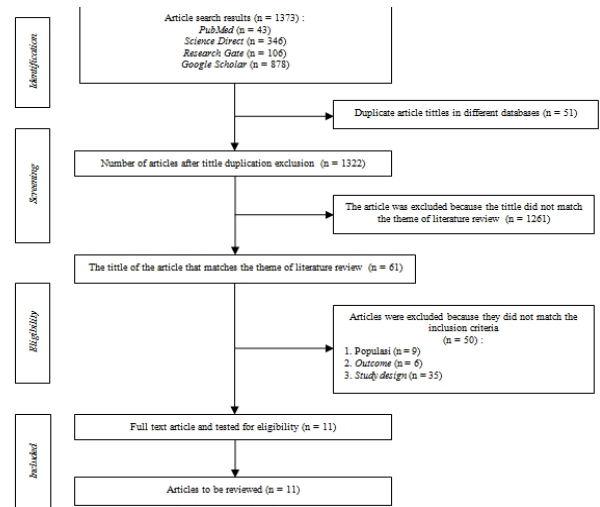 Identification
Article search results (n = 1373) :
PubMed (n = 43)
Science Direct (n = 346)
Research Gate (n = 106)
Google Scholar (n = 878)
Duplicate article tittles in different databases (n = 51)
Screening
Number of articles after tittle duplication exclusion (n = 1322)
The article was excluded because the tittle did not match
the theme of literature review (n = 1261)
The tittle of the article that matches the theme of literature review (n = 61)
Eligibility
Articles were excluded because they did not match the
inclusion criteria
(n = 50) :
1. Populasi (n = 9)
2. Outcome (n = 6)
3. Study design (n = 35)
Included
Full text article and tested for eligibility (n = 11)
Articles to be reviewed (n = 11)